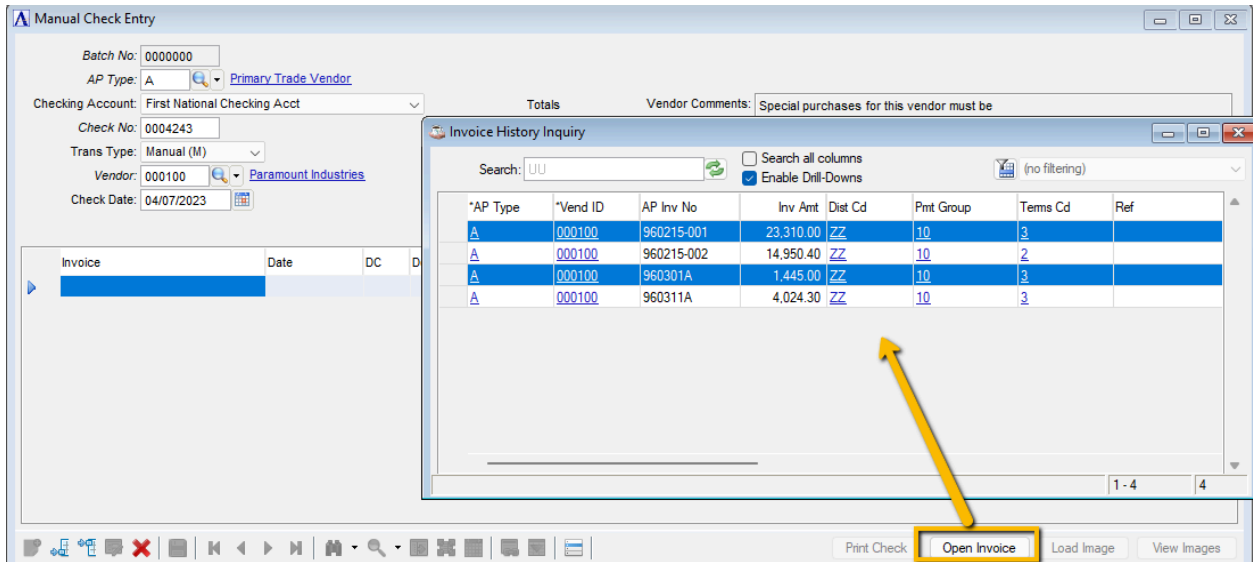 Manual Check Entry
Batch No: 0000000
AP Type: A Primary Trade Vendor
Checking Account: First National Checking Acct Totals Vendor Comments: Special purchases for this vendor must be
Check No: 0004243
Trans Type: Manual (M)
Vendor: 000100 Paramount Industries
Check Date: 04/07/2023
Invoice Date DC D
Invoice History Inquiry
Search: UU Search all columns (no filtering)
Enable Drill-Downs
*AP Type *Vend ID AP Inv No Inv Amt Dist Cd Pmt Group Terms Cd Ref
A 000100 960215-001 23,310.00 ZZ 10 3
A 000100 960215-002 14,950.40 ZZ 10 2
A 000100 960301A 1,445.00 ZZ 10 3
A 000100 960311A 4,024.30 ZZ 10 3
1 - 4 4
Print Check Open Invoice Load Image View Images